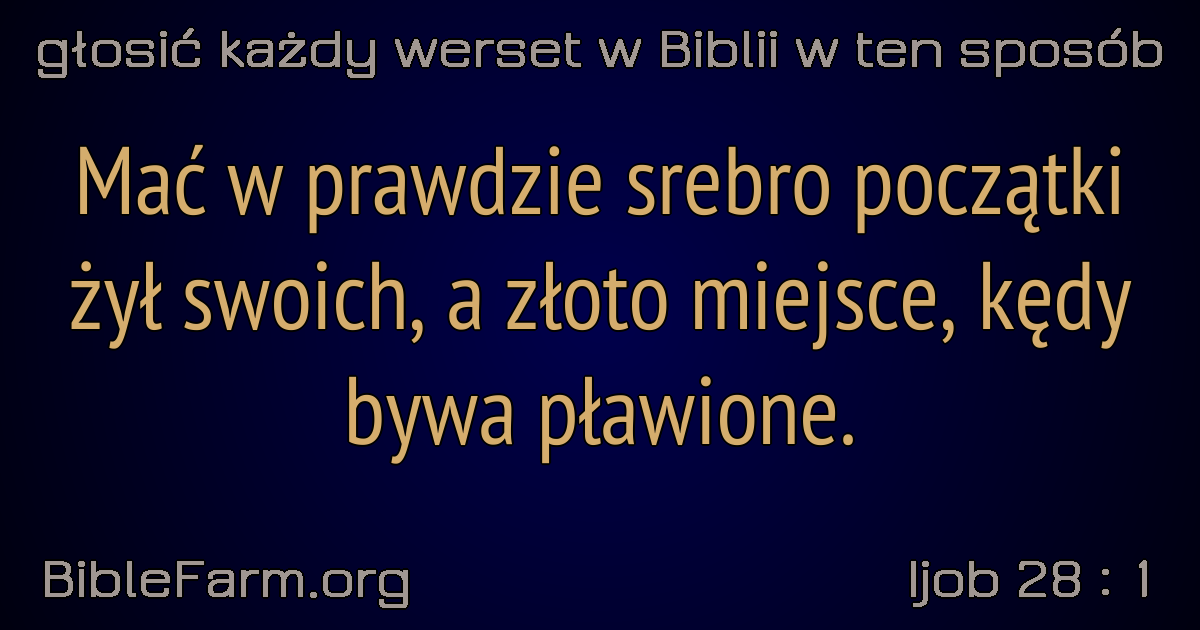 głosić każdy werset w Biblii w ten sposób
Mać w prawdzie srebro początki
żył swoich, a złoto miejsce, kędy
bywa pławione.
BibleFarm.org
Ijob 28 : 1